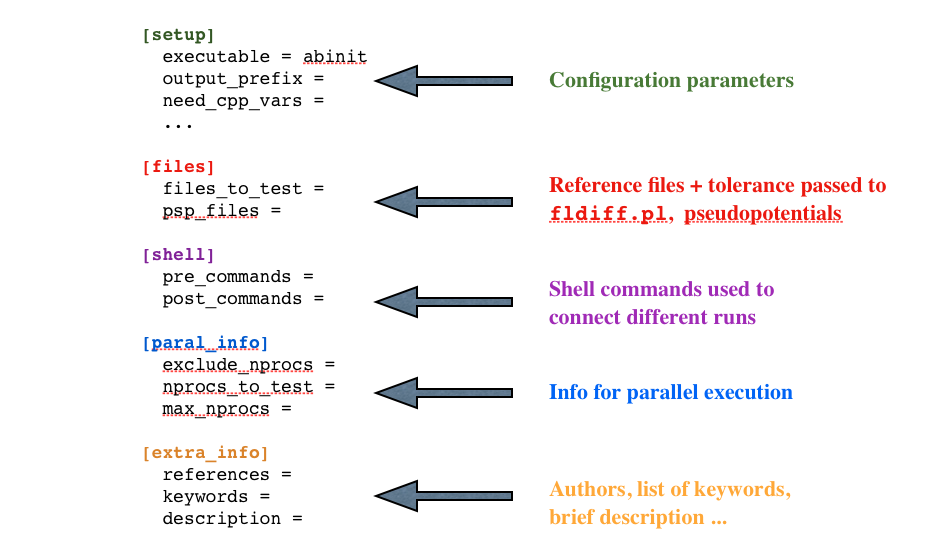 [setup]
executable = abinit
output_prefix =
need_cpp_vars =
...
Configuration parameters
[files]
files_to_test =
psp_files =
Reference files + tolerance passed to
fldiff.pl, pseudopotentials
[shell]
pre_commands =
post_commands =
Shell commands used to
connect different runs
[paral_info]
exclude_nprocs =
nprocs_to_test =
max_nprocs =
Info for parallel execution
[extra_info]
references =
keywords =
description =
Authors, list of keywords,
brief description ...